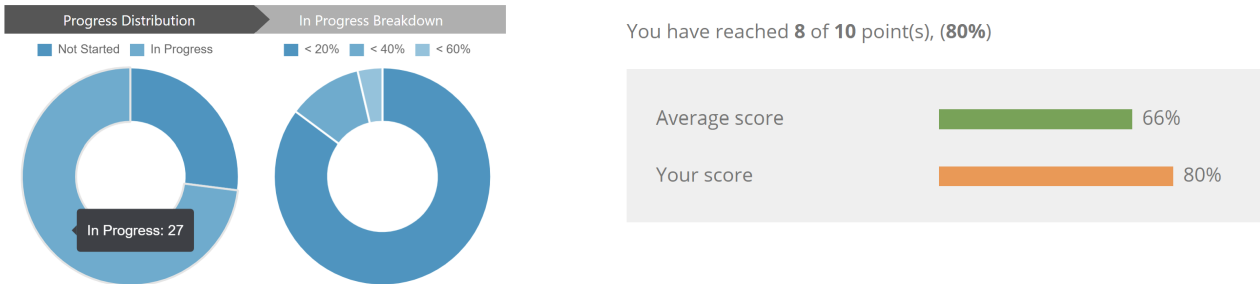 Progress Distribution
In Progress Breakdown
Not Started
In Progress
< 20%
< 40%
< 60%
In Progress: 27
You have reached 8 of 10 point(s), (80%)
Average score
66%
Your score
80%